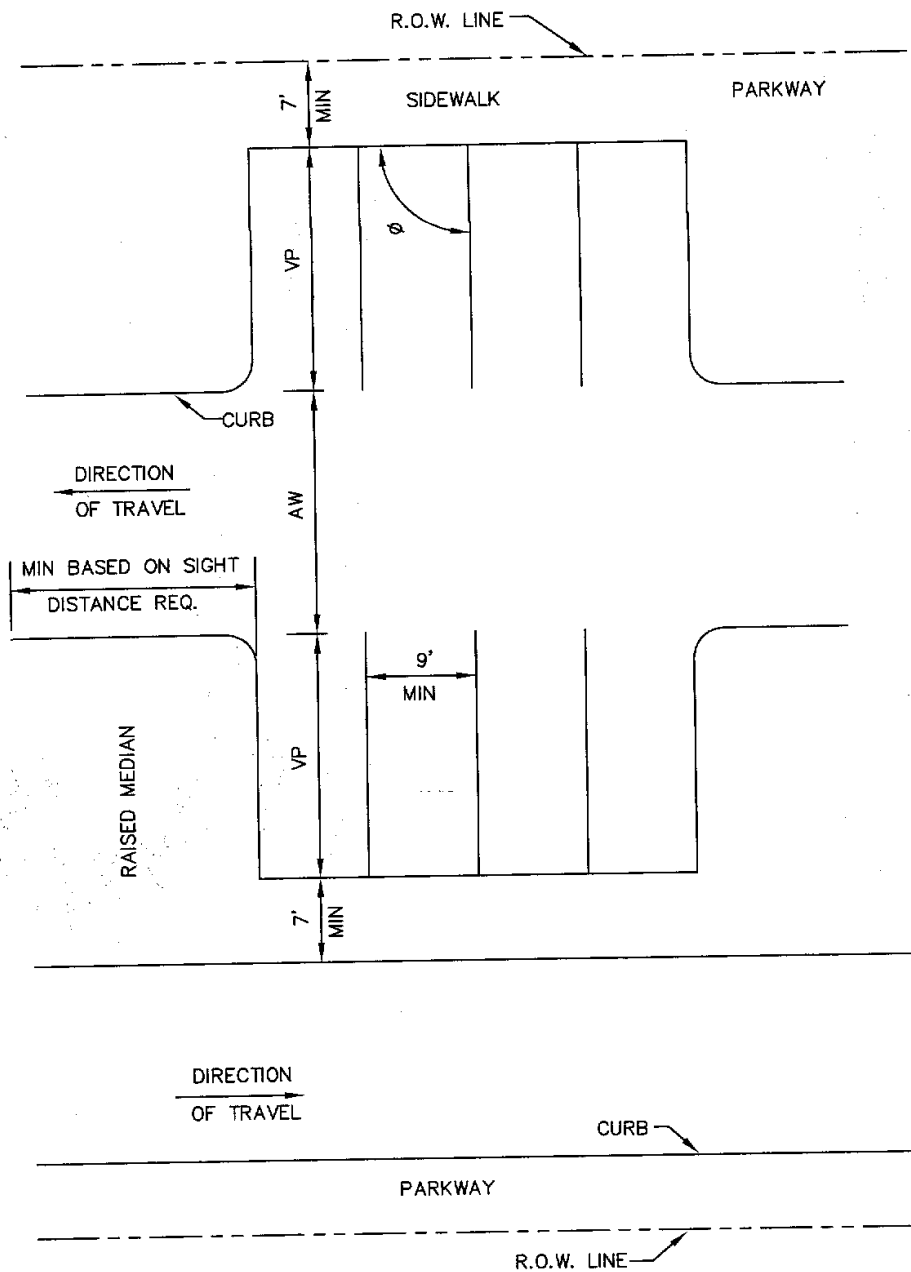 R.O.W. LINE
7'
MIN
SIDEWALK
PARKWAY
VP
Ø
CURB
DIRECTION
OF TRAVEL
AW
MIN BASED ON SIGHT
DISTANCE REQ.
9'
MIN
VP
RAISED MEDIAN
7'
MIN
DIRECTION
OF TRAVEL
CURB
PARKWAY
R.O.W. LINE